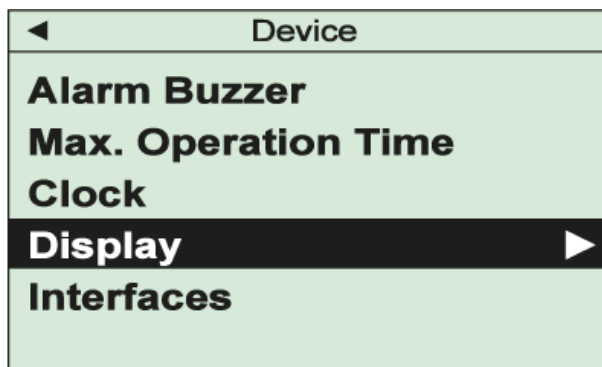 Device
Alarm Buzzer
Max. Operation Time
Clock
Display
Interfaces